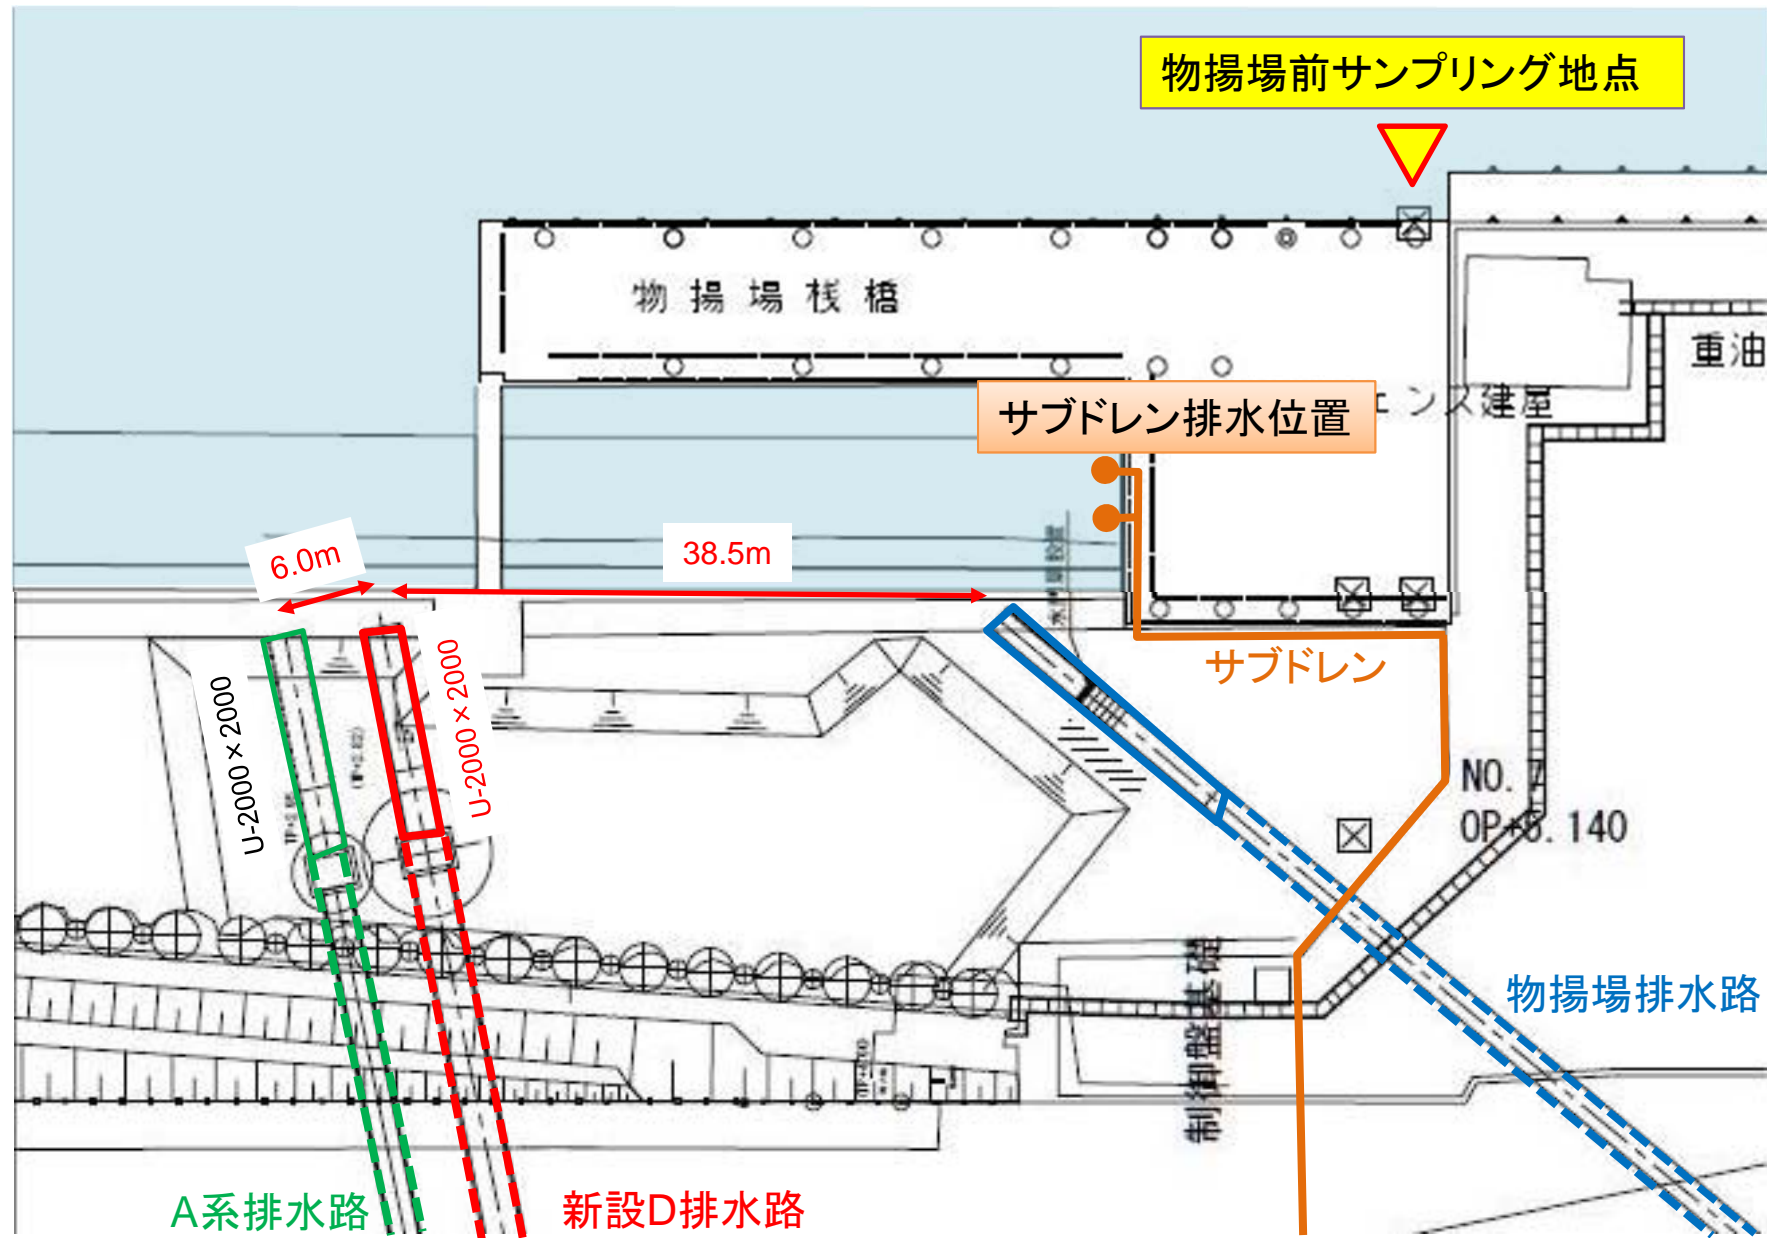 物揚場前サンプリング地点
物揚場桟橋
重油
サブドレン排水位置
ェンス建屋
6.0m
38.5m
サブドレン
U-2000×2000
U-2000×2000
NO. 7
OP+5.140
物揚場排水路
制御盤基礎
A系排水路
新設D排水路